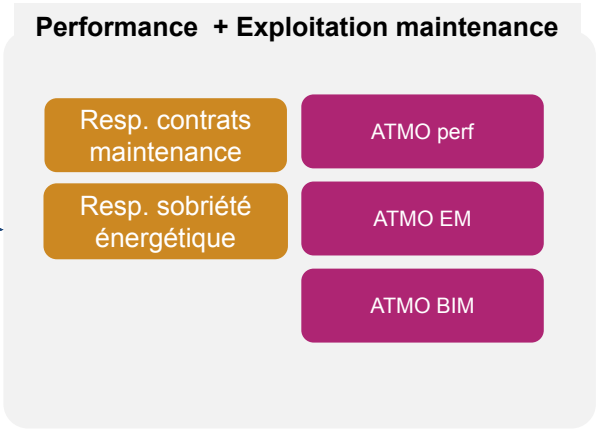 Performance + Exploitation maintenance
Resp. contrats
maintenance
ATMO perf
Resp. sobriété
énergétique
ATMO EM
ATMO BIM